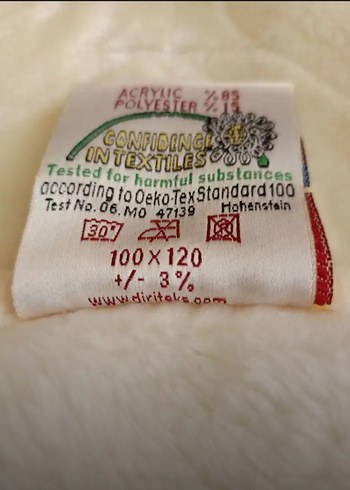 ACRYLIC %85
POLYESTER %15
CONFIDENCE
IN TEXTILES
Tested for harmful substances
according to Oeko-Tex Standard 100
Test No. 06.M0 47139 Hohenstein
30°
100 X 120
+/- 3%
www.diriteks.com